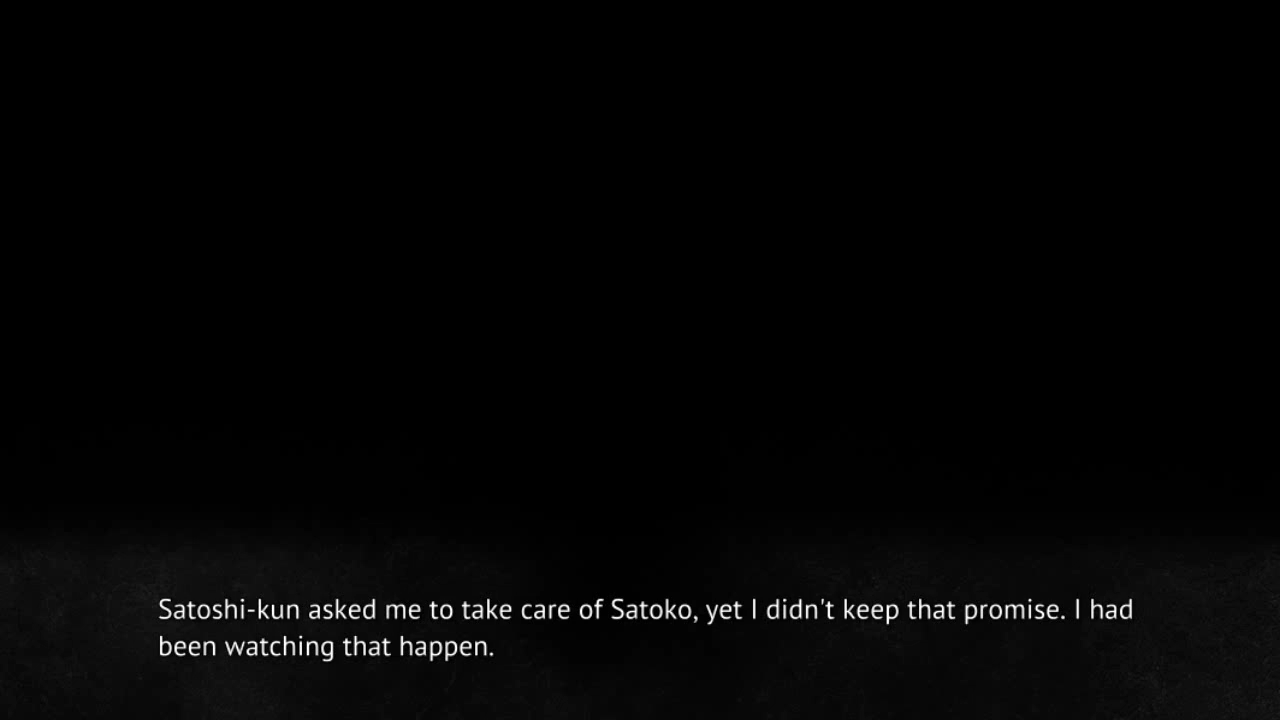 Satoshi-kun asked me to take care of Satoko, yet I didn't keep that promise. I had
been watching that happen.